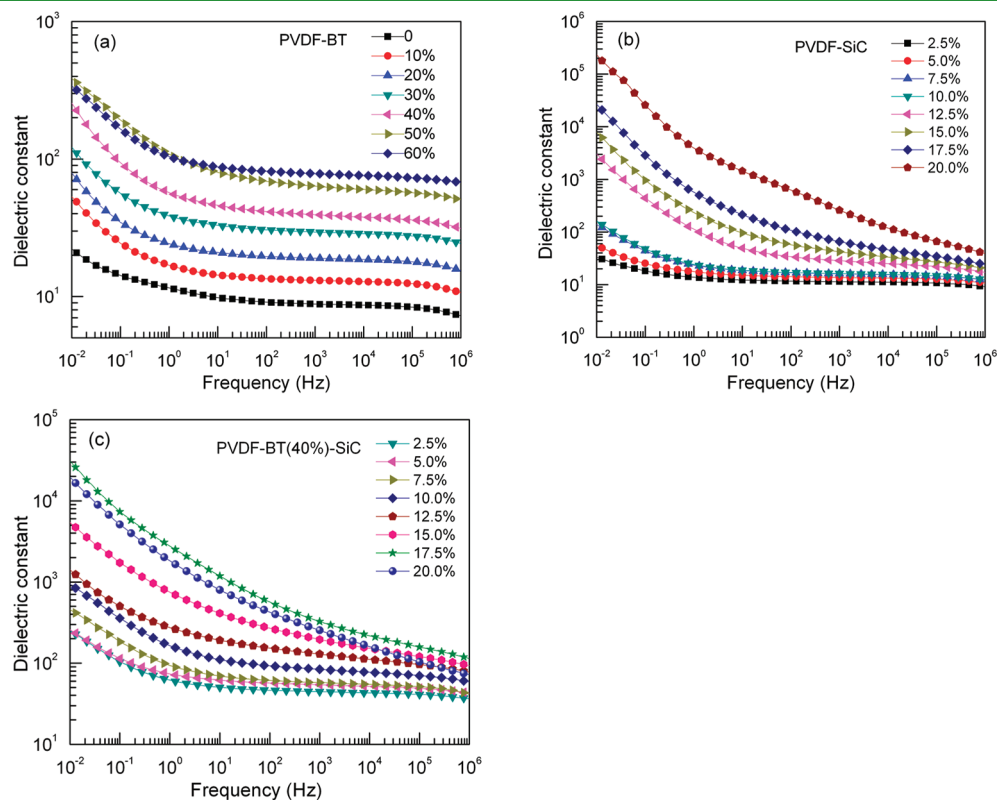 (a)
PVDF-BT
0
10%
20%
30%
40%
50%
60%
10³
10²
10¹
Dielectric constant
10⁻² 10⁻¹ 10⁰ 10¹ 10² 10³ 10⁴ 10⁵ 10⁶
Frequency (Hz)
(b)
PVDF-SiC
2.5%
5.0%
7.5%
10.0%
12.5%
15.0%
17.5%
20.0%
10⁶
10⁵
10⁴
10³
10²
10¹
10⁰
Dielectric constant
10⁻² 10⁻¹ 10⁰ 10¹ 10² 10³ 10⁴ 10⁵ 10⁶
Frequency (Hz)
(c)
PVDF-BT(40%)-SiC
2.5%
5.0%
7.5%
10.0%
12.5%
15.0%
17.5%
20.0%
10⁵
10⁴
10³
10²
10¹
Dielectric constant
10⁻² 10⁻¹ 10⁰ 10¹ 10² 10³ 10⁴ 10⁵ 10⁶
Frequency (Hz)